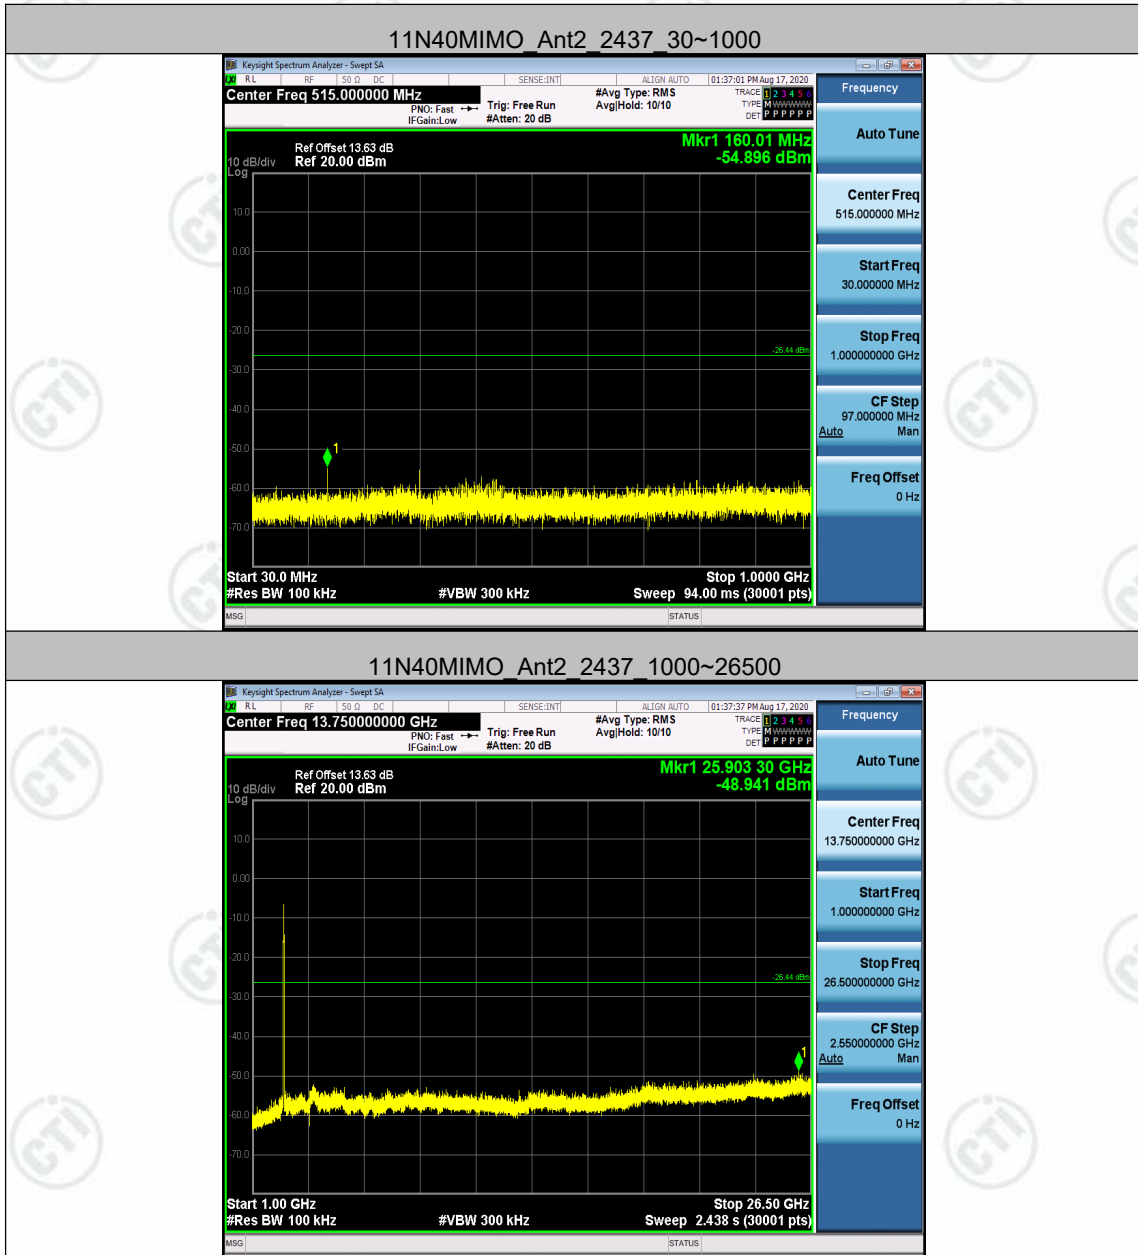 11N40MIMO_Ant2_2437_30~1000
Keysight Spectrum Analyzer - Swept SA
LXI RL RF 50 Ω DC SENSE:INT ALIGN AUTO 01:37:01 PM Aug 17, 2020
Center Freq 515.000000 MHz #Avg Type: RMS TRACE 1 2 3 4 5 6
PNO: Fast Trig: Free Run Avg|Hold: 10/10 TYPE M WWWWW
IFGain:Low #Atten: 20 dB DET P P P P P P
Mkr1 160.01 MHz
Ref Offset 13.63 dB
10 dB/div Ref 20.00 dBm -54.896 dBm
Log
10.0
0.00
-10.0
-20.0
-26.44 dBm
-30.0
-40.0
-50.0
1
-60.0
-70.0
Start 30.0 MHz Stop 1.0000 GHz
#Res BW 100 kHz #VBW 300 kHz Sweep 94.00 ms (30001 pts)
MSG STATUS
Frequency
Auto Tune
Center Freq
515.000000 MHz
Start Freq
30.000000 MHz
Stop Freq
1.000000000 GHz
CF Step
97.000000 MHz
Auto Man
Freq Offset
0 Hz
11N40MIMO_Ant2_2437_1000~26500
Keysight Spectrum Analyzer - Swept SA
LXI RL RF 50 Ω DC SENSE:INT ALIGN AUTO 01:37:37 PM Aug 17, 2020
Center Freq 13.750000000 GHz #Avg Type: RMS TRACE 1 2 3 4 5 6
PNO: Fast Trig: Free Run Avg|Hold: 10/10 TYPE M WWWWW
IFGain:Low #Atten: 20 dB DET P P P P P P
Mkr1 25.903 30 GHz
Ref Offset 13.63 dB
10 dB/div Ref 20.00 dBm -48.941 dBm
Log
10.0
0.00
-10.0
-20.0
-26.44 dBm
-30.0
-40.0
1
-50.0
-60.0
-70.0
Start 1.00 GHz Stop 26.50 GHz
#Res BW 100 kHz #VBW 300 kHz Sweep 2.438 s (30001 pts)
MSG STATUS
Frequency
Auto Tune
Center Freq
13.750000000 GHz
Start Freq
1.000000000 GHz
Stop Freq
26.500000000 GHz
CF Step
2.550000000 GHz
Auto Man
Freq Offset
0 Hz
CTI
CTI
CTI
CTI
CTI
CTI
CTI
CTI